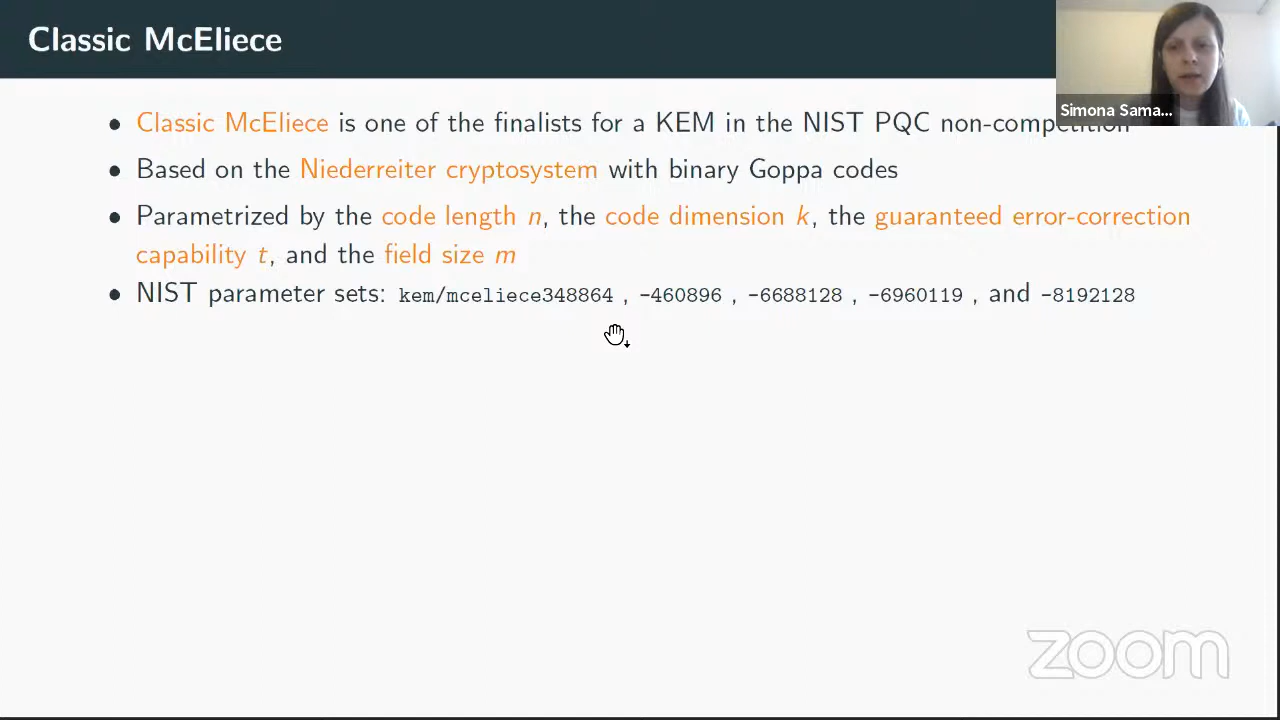 Classic McEliece
Simona Sama...
• Classic McEliece is one of the finalists for a KEM in the NIST PQC non-competition
• Based on the Niederreiter cryptosystem with binary Goppa codes
• Parametrized by the code length n, the code dimension k, the guaranteed error-correction
capability t, and the field size m
• NIST parameter sets: kem/mceliece348864 , -460896 , -6688128 , -6960119 , and -8192128
zoom